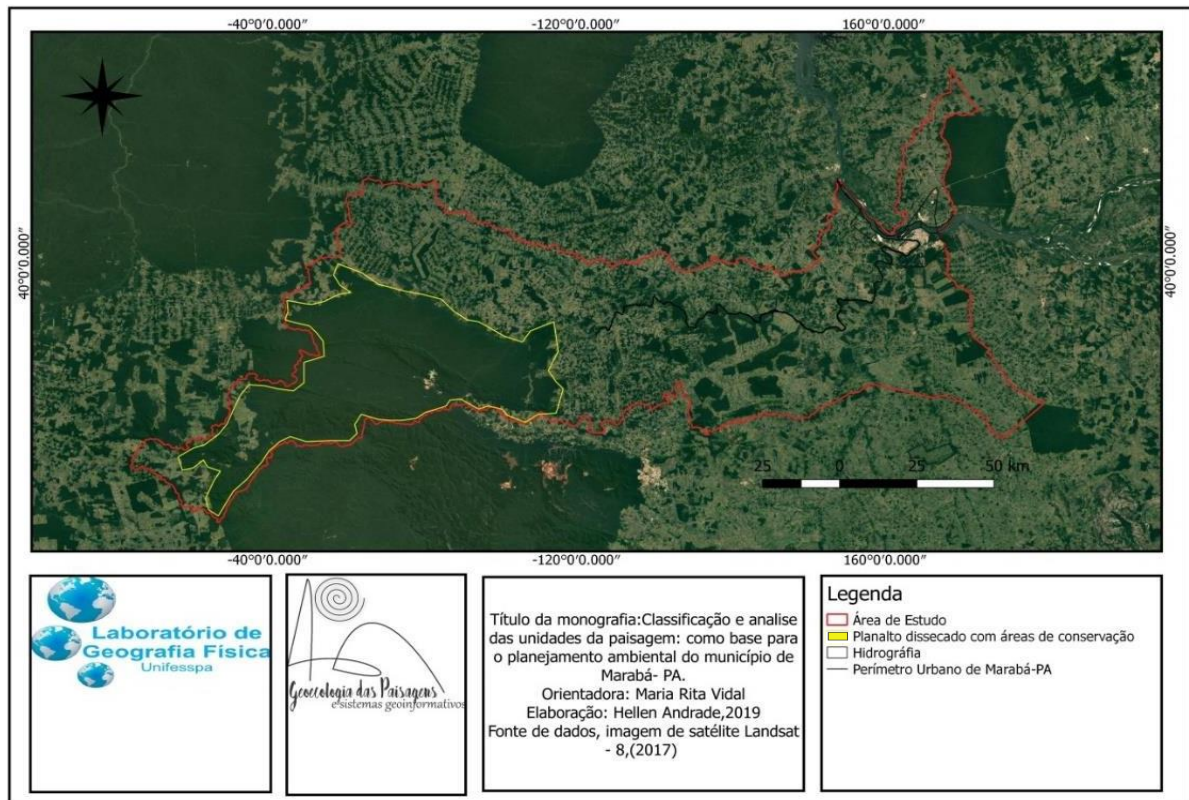 -40°0'0.000"
-120°0'0.000"
160°0'0.000"
40°0'0.000"
40°0'0.000"
25 0 25 50 km
-40°0'0.000"
-120°0'0.000"
160°0'0.000"
Laboratório de
Geografia Física
Unifesspa
Geoecologia das Paisagens
e sistemas geoinformativos
Título da monografia:Classificação e analise
das unidades da paisagem: como base para
o planejamento ambiental do município de
Marabá- PA.
Orientadora: Maria Rita Vidal
Elaboração: Hellen Andrade,2019
Fonte de dados, imagem de satélite Landsat
- 8,(2017)
Legenda
Área de Estudo
Planalto dissecado com áreas de conservação
Hidrográfia
Perímetro Urbano de Marabá-PA